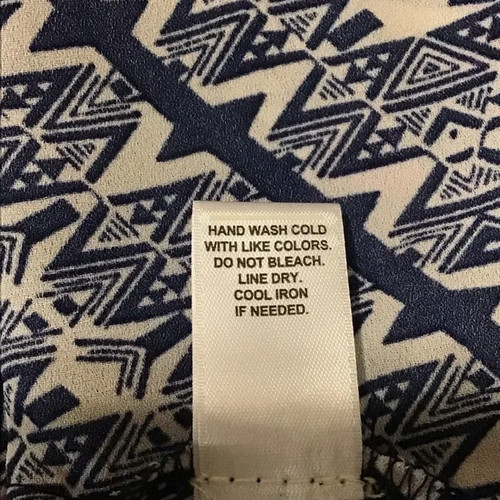 HAND WASH COLD
WITH LIKE COLORS.
DO NOT BLEACH.
LINE DRY.
COOL IRON
IF NEEDED.